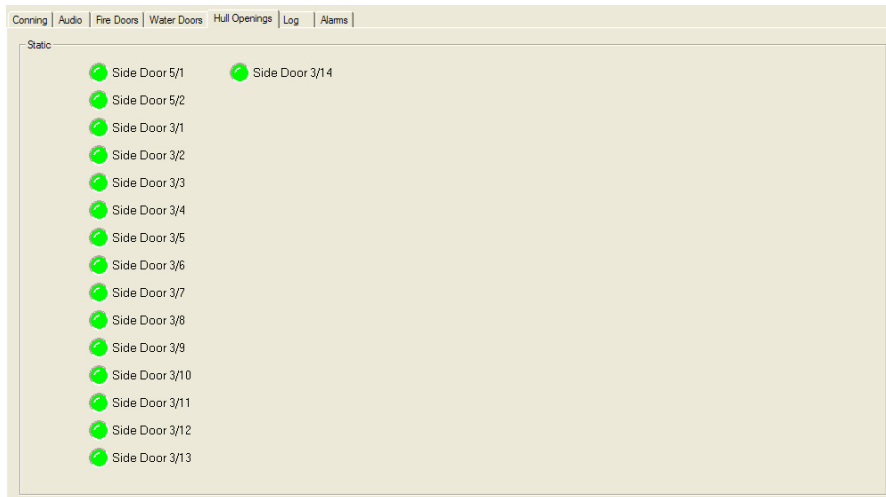 Conning Audio Fire Doors Water Doors Hull Openings Log Alarms
Static
Side Door 5/1
Side Door 5/2
Side Door 3/1
Side Door 3/2
Side Door 3/3
Side Door 3/4
Side Door 3/5
Side Door 3/6
Side Door 3/7
Side Door 3/8
Side Door 3/9
Side Door 3/10
Side Door 3/11
Side Door 3/12
Side Door 3/13
Side Door 3/14